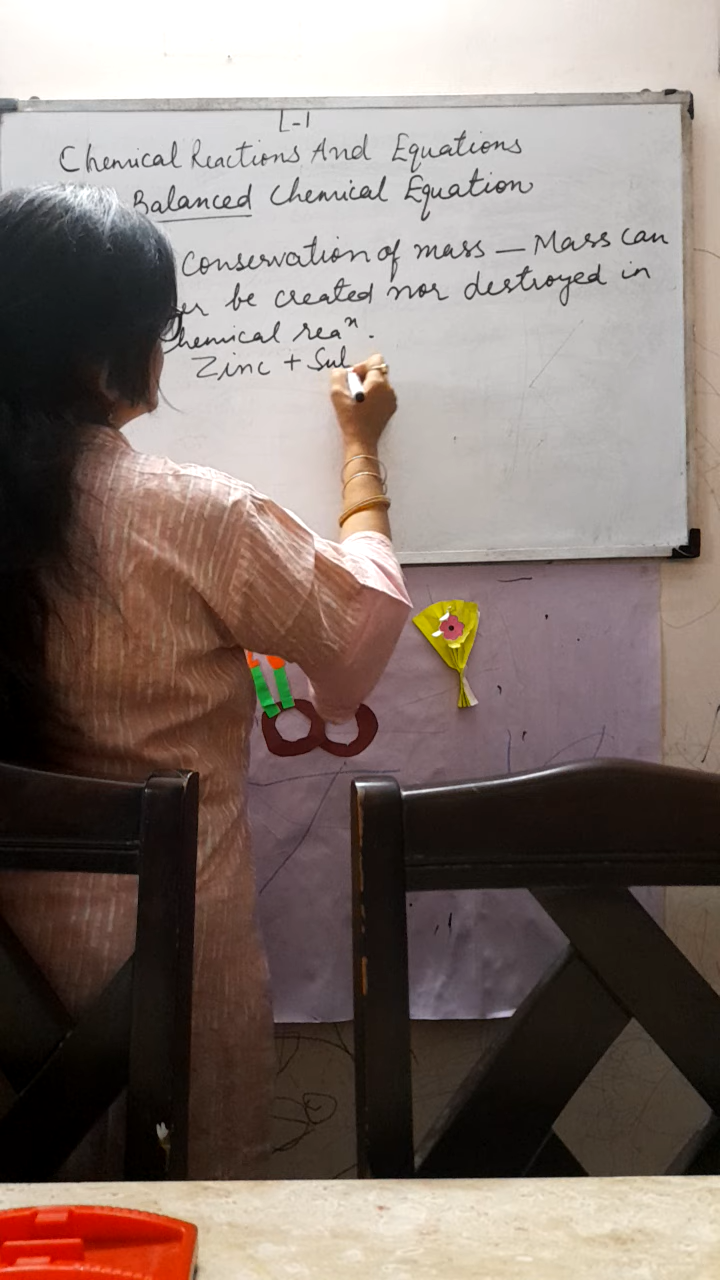 L-1
Chemical Reactions And Equations
Balanced Chemical Equation
Conservation of mass — Mass can
be created nor destroyed in
chemical reaⁿ.
Zinc + Sul